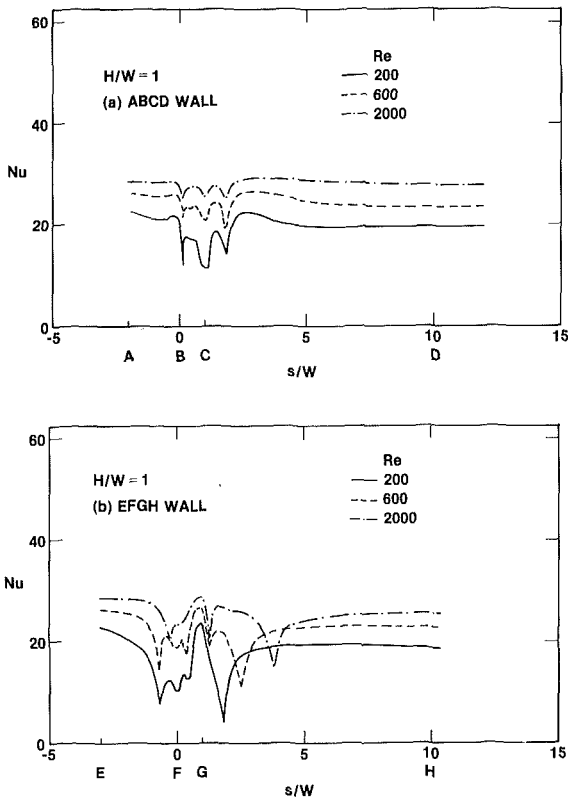 60
Re
H/W = 1
200
(a) ABCD WALL
600
2000
40
Nu
20
0
-5 0 5 10 15
A B C D
s/W
60
Re
H/W = 1
200
(b) EFGH WALL
600
2000
40
Nu
20
0
-5 0 5 10 15
E F G H
s/W